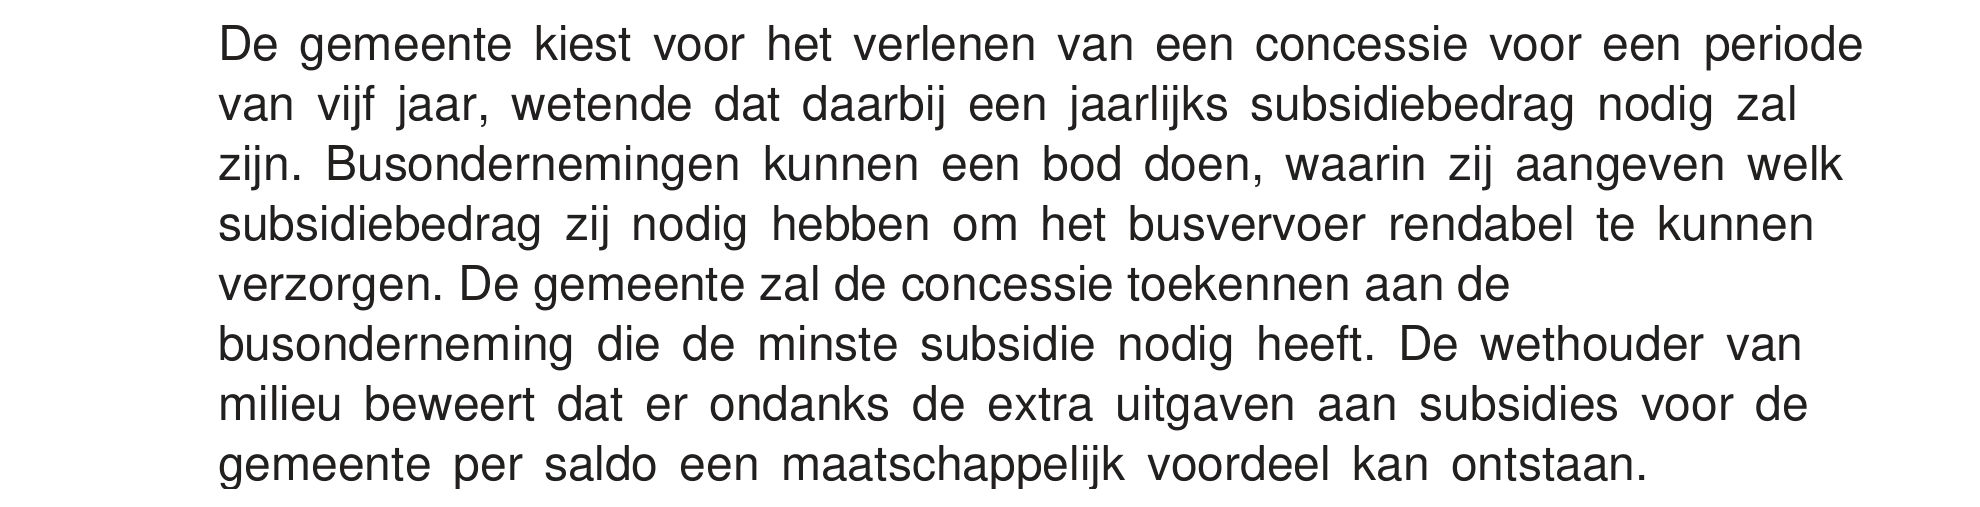 De gemeente kiest voor het verlenen van een concessie voor een periode
van vijf jaar, wetende dat daarbij een jaarlijks subsidiebedrag nodig zal
zijn. Busondernemingen kunnen een bod doen, waarin zij aangeven welk
subsidiebedrag zij nodig hebben om het busvervoer rendabel te kunnen
verzorgen. De gemeente zal de concessie toekennen aan de
busonderneming die de minste subsidie nodig heeft. De wethouder van
milieu beweert dat er ondanks de extra uitgaven aan subsidies voor de
gemeente per saldo een maatschappelijk voordeel kan ontstaan.